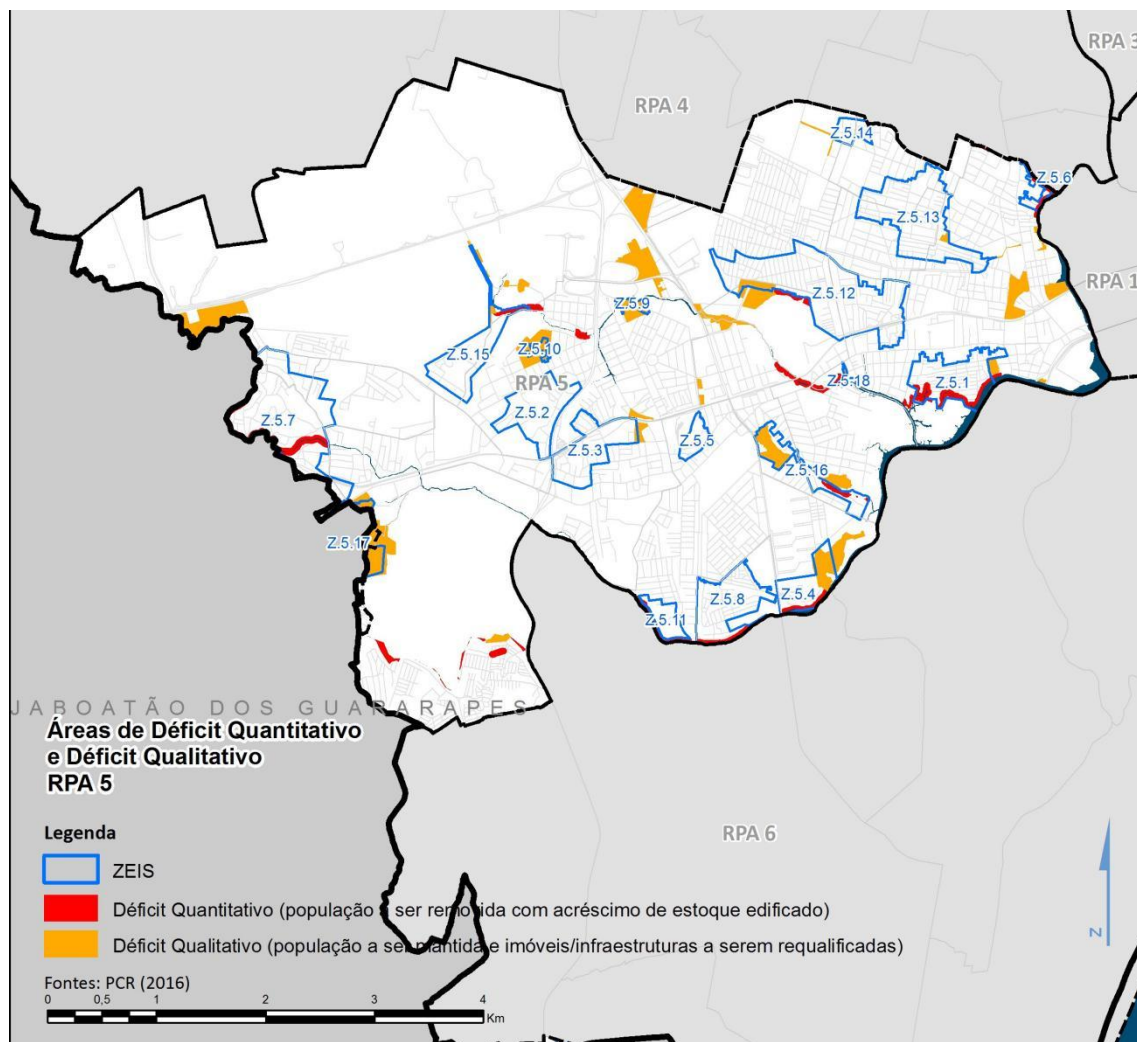 RPA 3
RPA 4
Z.5.14
Z.5.6
Z.5.13
RPA 1
Z.5.12
Z.5.9
Z.5.10
Z.5.15
RPA 5
Z.5.18
Z.5.1
Z.5.2
Z.5.7
Z.5.3
Z.5.5
Z.5.16
Z.5.17
Z.5.8
Z.5.4
Z.5.11
JABOATÃO DOS GUARARAPES
Áreas de Déficit Quantitativo
e Déficit Qualitativo
RPA 5
RPA 6
Legenda
ZEIS
Déficit Quantitativo (população a ser removida com acréscimo de estoque edificado)
Déficit Qualitativo (população a ser mantida e imóveis/infraestruturas a serem requalificadas)
N
Fontes: PCR (2016)
0 0,5 1 2 3 4
Km